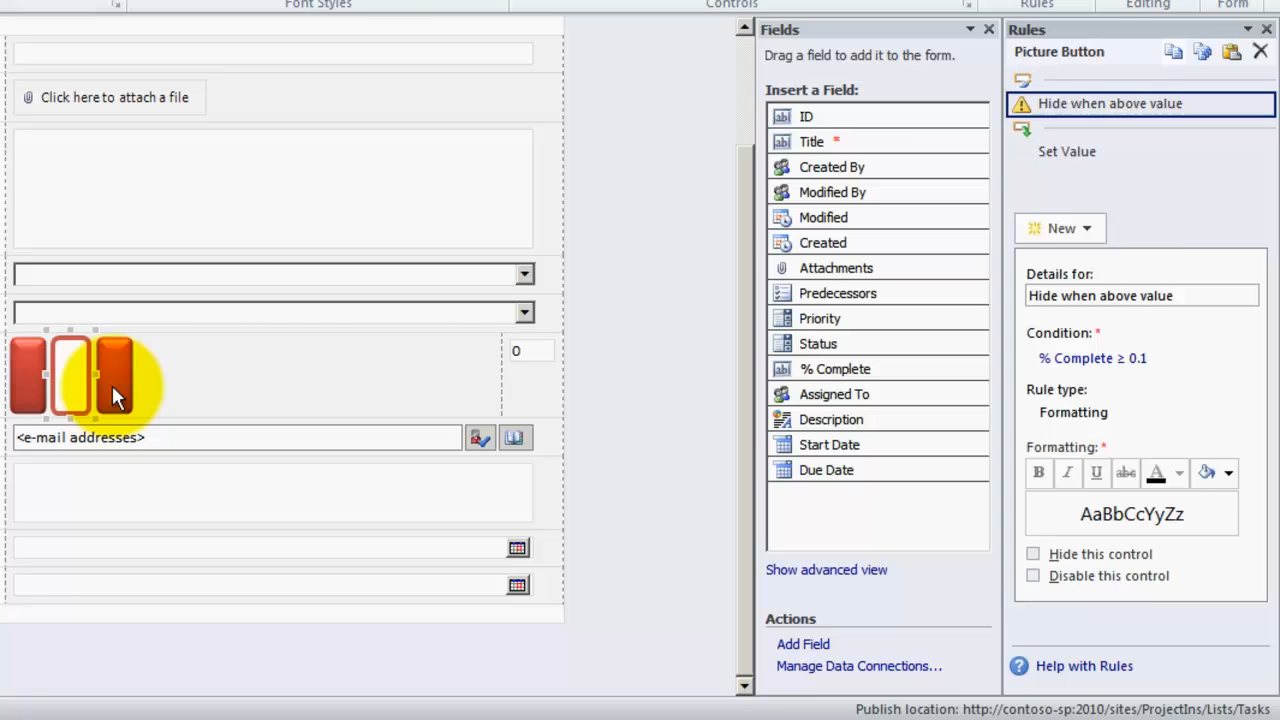 Font Styles
Controls
Rules
Editing
Form
Click here to attach a file
0
<e-mail addresses>
Fields
Drag a field to add it to the form.
Insert a Field:
ID
Title *
Created By
Modified By
Modified
Created
Attachments
Predecessors
Priority
Status
% Complete
Assigned To
Description
Start Date
Due Date
Show advanced view
Actions
Add Field
Manage Data Connections...
Rules
Picture Button
Hide when above value
Set Value
New
Details for:
Hide when above value
Condition: *
% Complete ≥ 0.1
Rule type:
Formatting
Formatting: *
B I U abc A
AaBbCcYyZz
Hide this control
Disable this control
Help with Rules
Publish location: http://contoso-sp:2010/sites/ProjectIns/Lists/Tasks